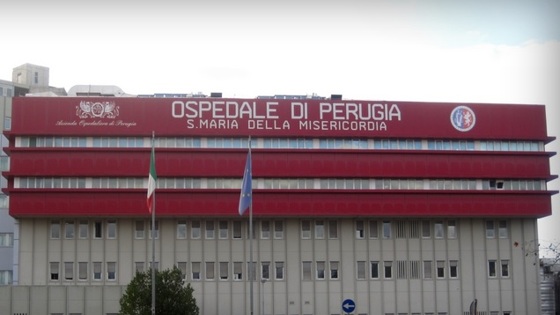 OSPEDALE DI PERUGIA
S. MARIA DELLA MISERICORDIA
Azienda Ospedaliera di Perugia